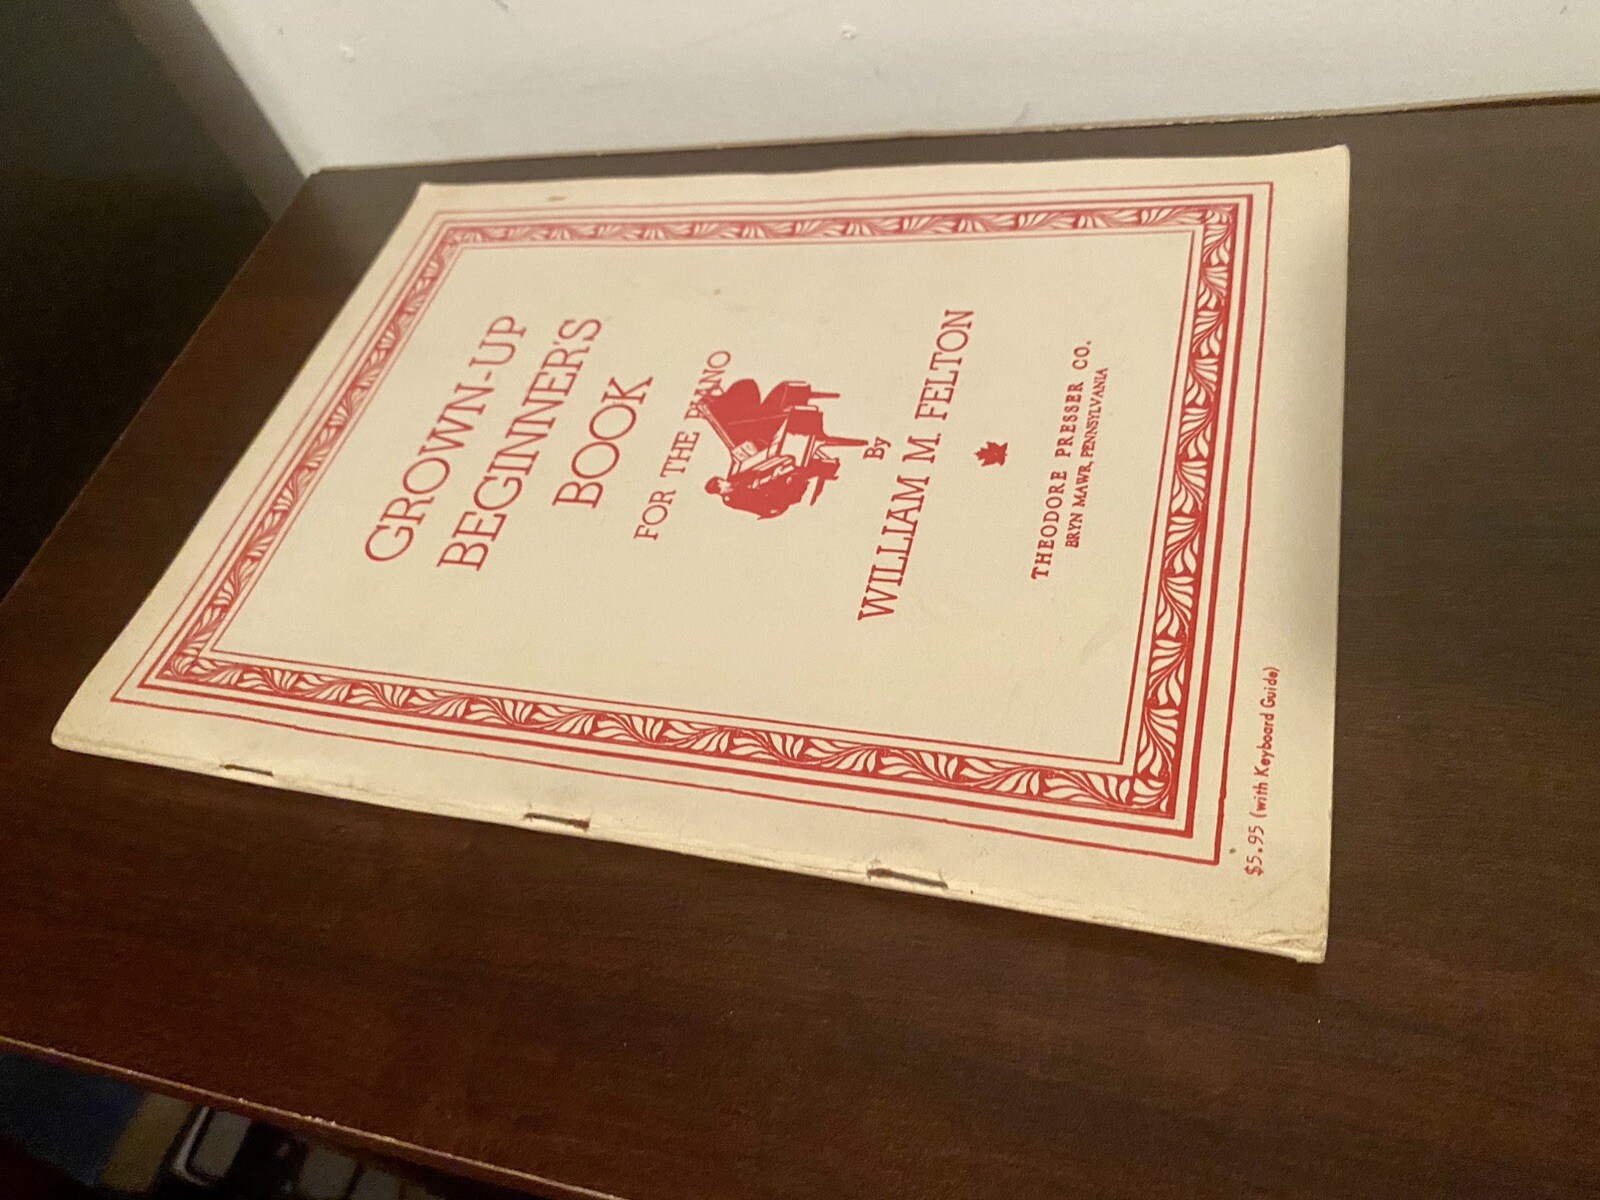 GROWN-UP
BEGINNER'S
BOOK
FOR THE PIANO
By
WILLIAM M. FELTON
THEODORE PRESSER CO.
BRYN MAWR, PENNSYLVANIA
$5.95 (with Keyboard Guide)